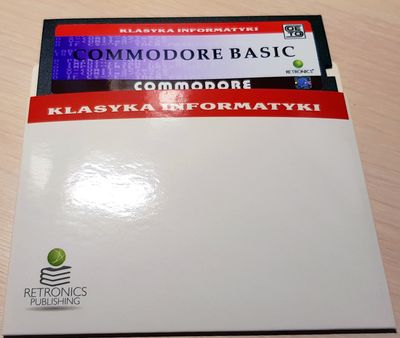 KLASYKA INFORMATYKI
COMMODORE BASIC
RETRONICS
COMMODORE
KLASYKA INFORMATYKI
RETRONICS
PUBLISHING